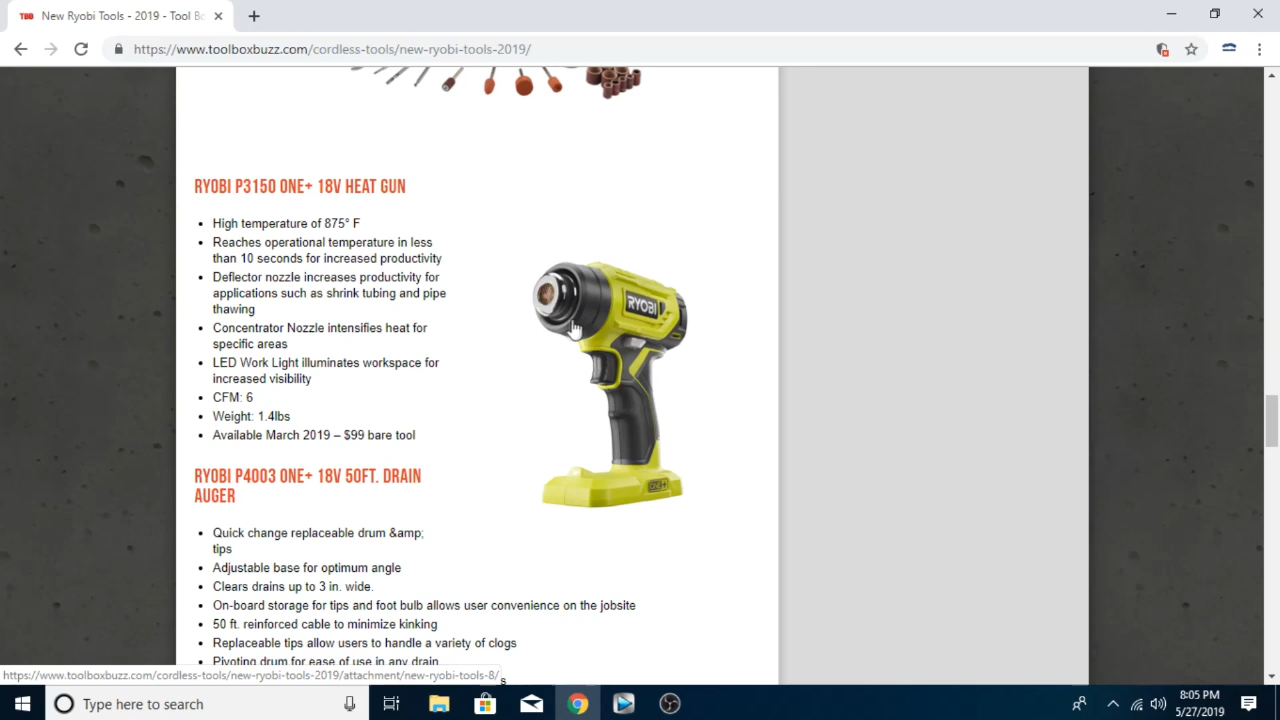 TBB New Ryobi Tools - 2019 - Tool Bo
https://www.toolboxbuzz.com/cordless-tools/new-ryobi-tools-2019/
RYOBI P3150 ONE+ 18V HEAT GUN
• High temperature of 875° F
• Reaches operational temperature in less
than 10 seconds for increased productivity
• Deflector nozzle increases productivity for
applications such as shrink tubing and pipe
thawing
• Concentrator Nozzle intensifies heat for
specific areas
• LED Work Light illuminates workspace for
increased visibility
• CFM: 6
• Weight: 1.4lbs
• Available March 2019 – $99 bare tool
RYOBI
ONE+
RYOBI P4003 ONE+ 18V 50FT. DRAIN
AUGER
• Quick change replaceable drum &amp;
tips
• Adjustable base for optimum angle
• Clears drains up to 3 in. wide.
• On-board storage for tips and foot bulb allows user convenience on the jobsite
• 50 ft. reinforced cable to minimize kinking
• Replaceable tips allow users to handle a variety of clogs
• Pivoting drum for ease of use in any drain
https://www.toolboxbuzz.com/cordless-tools/new-ryobi-tools-2019/attachment/new-ryobi-tools-8/
s
Type here to search
8:05 PM
5/27/2019